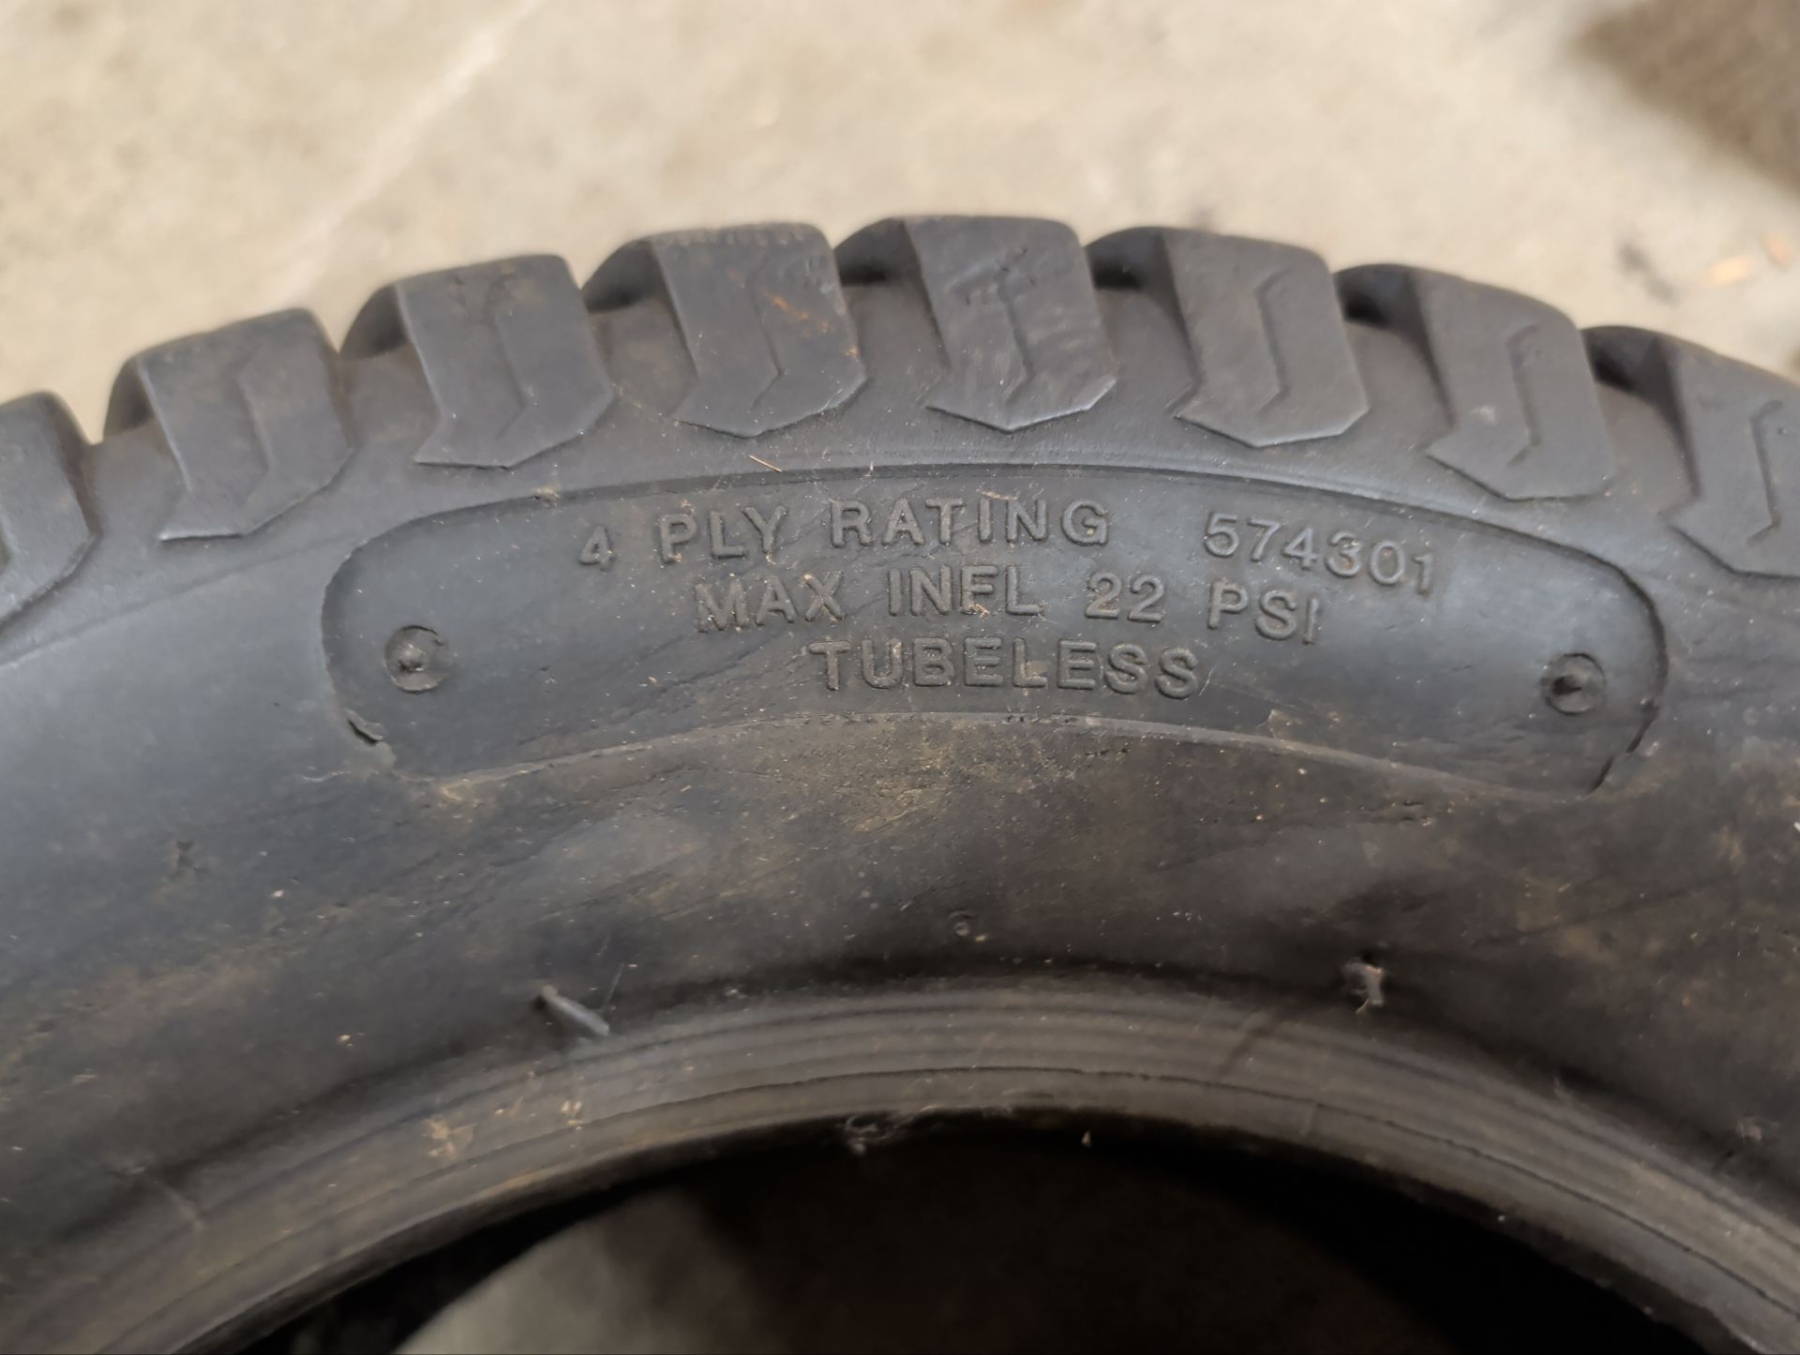 4 PLY RATING 574301
MAX INFL 22 PSI
TUBELESS